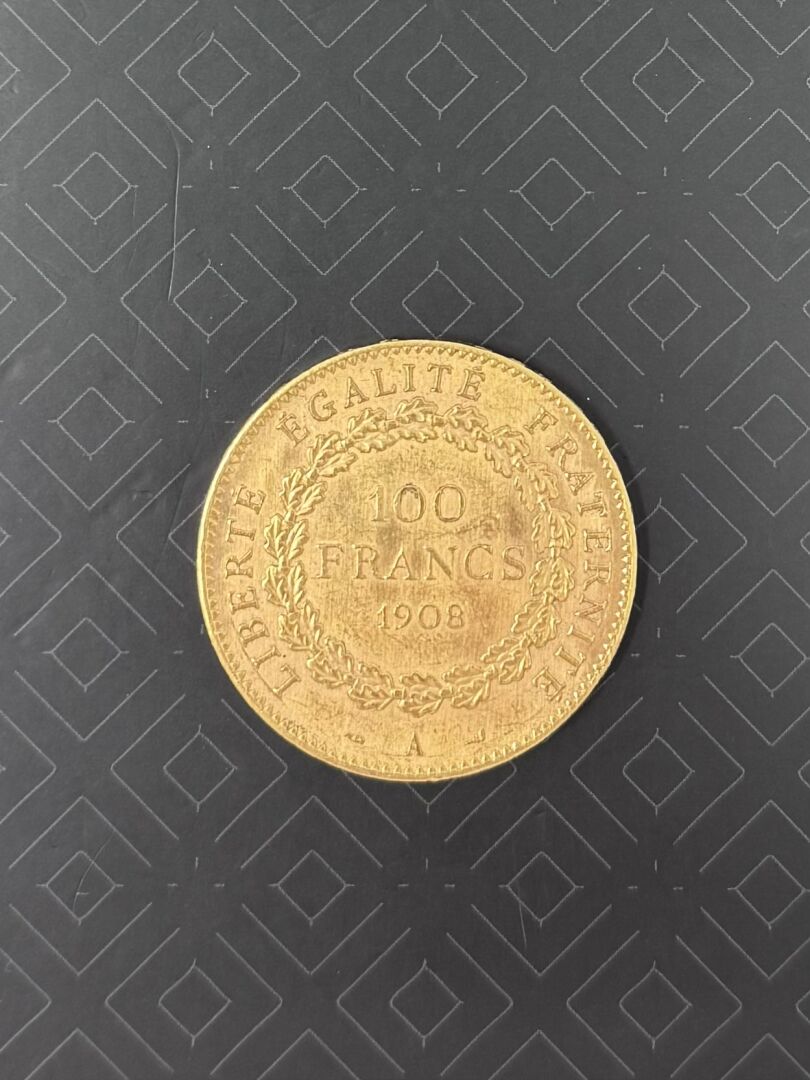 LIBERTÉ ÉGALITÉ FRATERNITÉ
100
FRANCS
1908
A